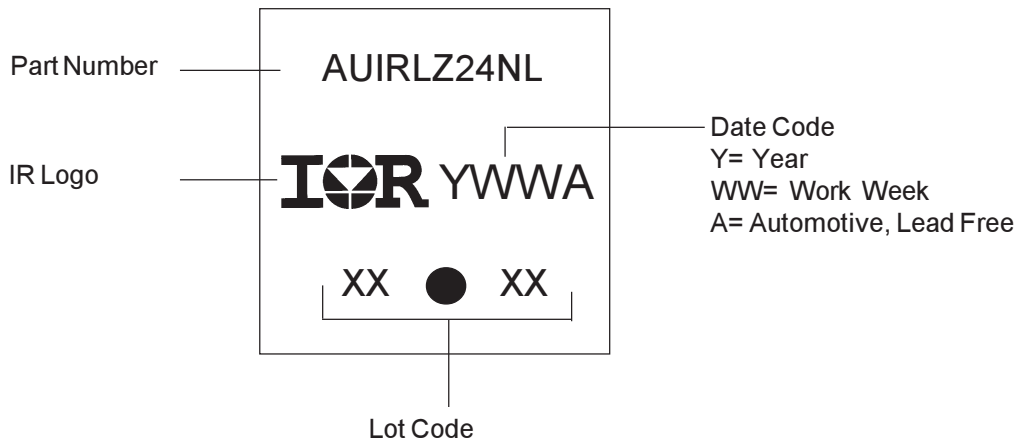 Part Number
AUIRLZ24NL
IR Logo
IOR YWWA
Date Code
Y= Year
WW= Work Week
A= Automotive, Lead Free
XX XX
Lot Code